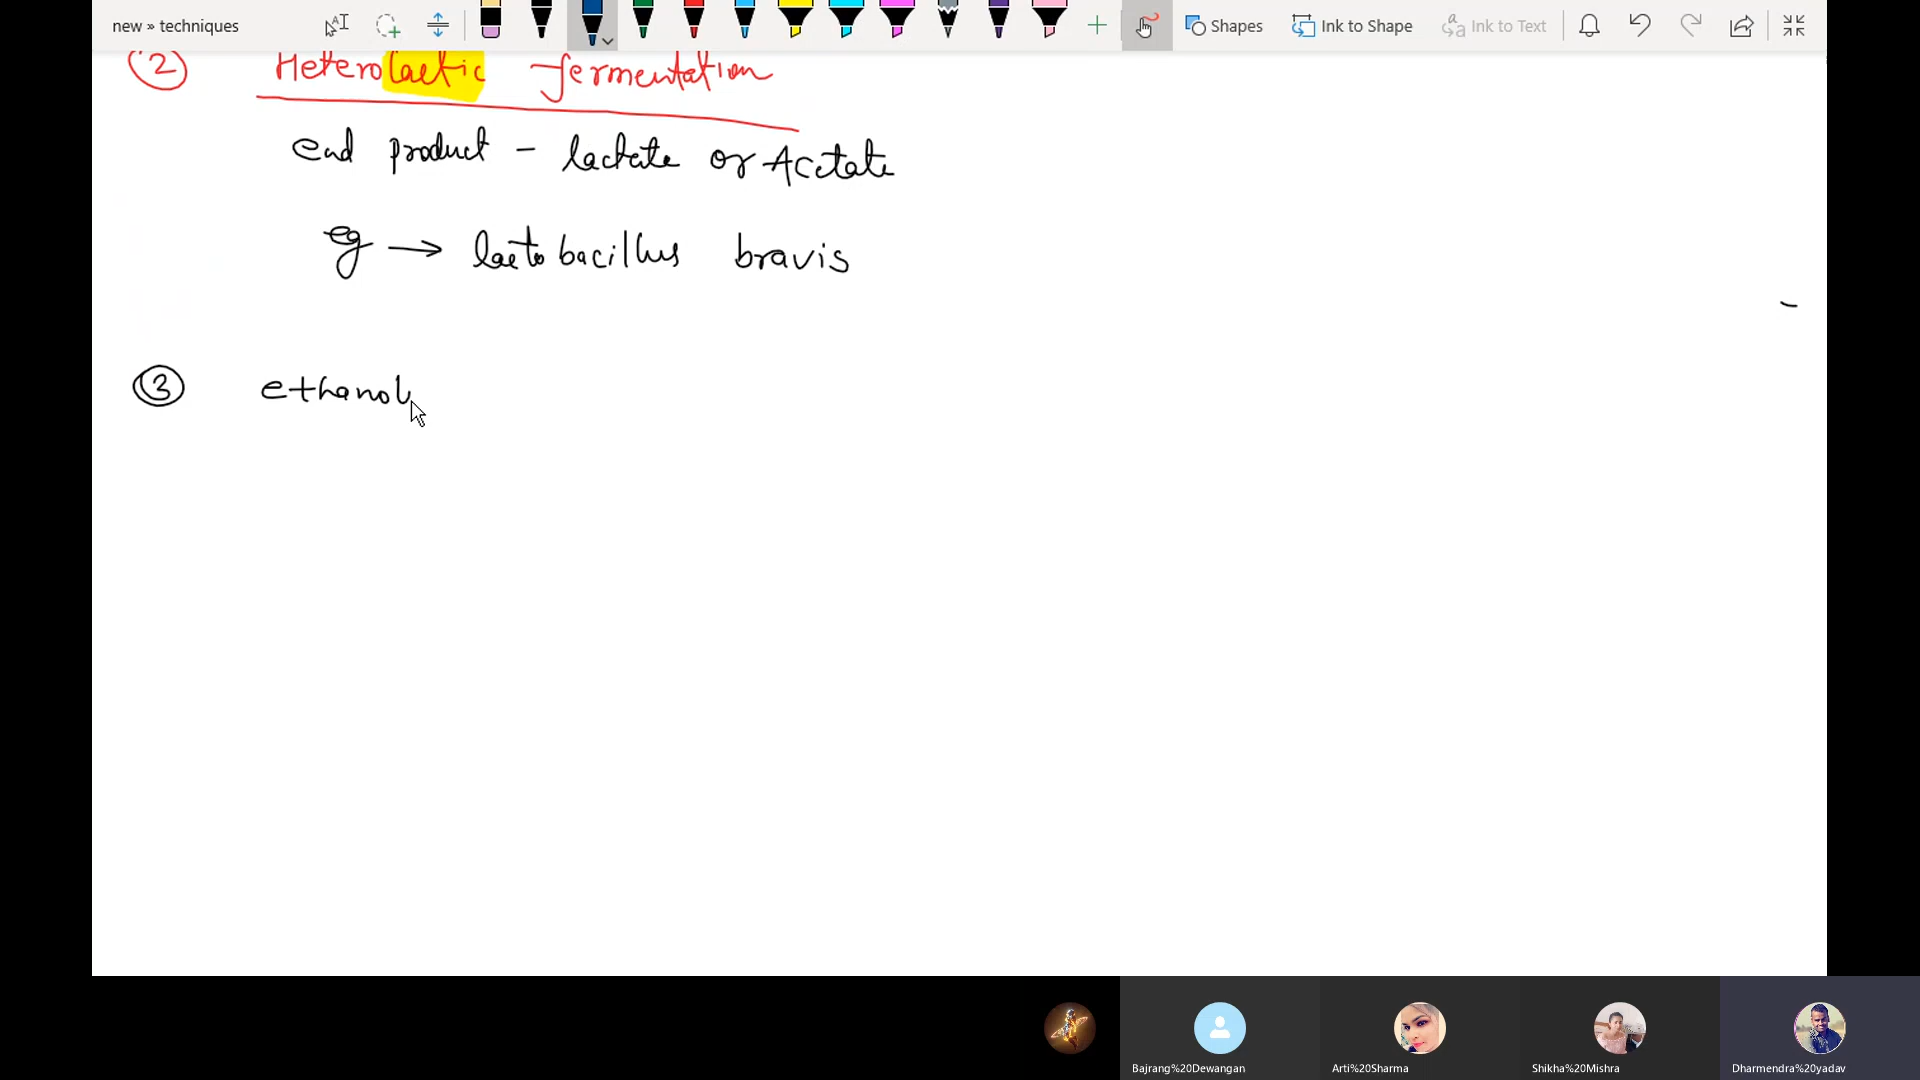 new » techniques
Shapes
Ink to Shape
Ink to Text
(2) Heterolactic fermentation
end product - lactate or Acetate
eg → lactobacillus bravis
(3) ethanol
Bajrang%20Dewangan
Arti%20Sharma
Shikha%20Mishra
Dharmendra%20yadav